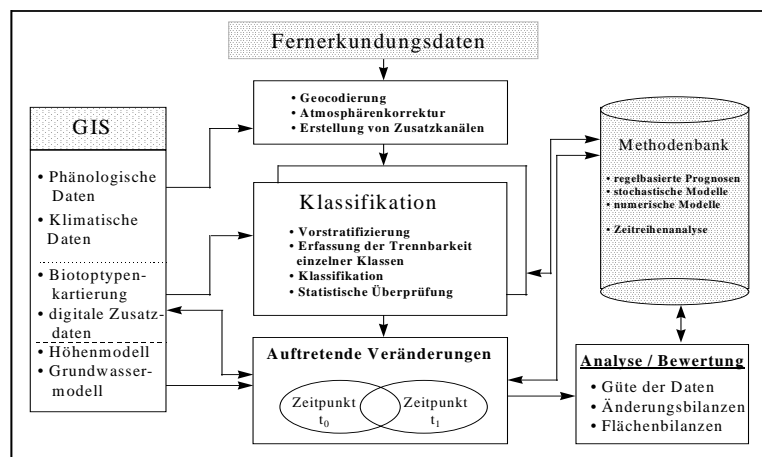 Fernerkundungsdaten
• Geocodierung
• Atmosphärenkorrektur
• Erstellung von Zusatzkanälen
GIS
• Phänologische
Daten
• Klimatische
Daten
• Biotoptypen-
kartierung
• digitale Zusatz-
daten
• Höhenmodell
• Grundwasser-
modell
Klassifikation
• Vorstratifizierung
• Erfassung der Trennbarkeit
einzelner Klassen
• Klassifikation
• Statistische Überprüfung
Auftretende Veränderungen
Zeitpunkt
t0
Zeitpunkt
t1
Methodenbank
• regelbasierte Prognosen
• stochastische Modelle
• numerische Modelle
• Zeitreihenanalyse
Analyse / Bewertung
• Güte der Daten
• Änderungsbilanzen
• Flächenbilanzen